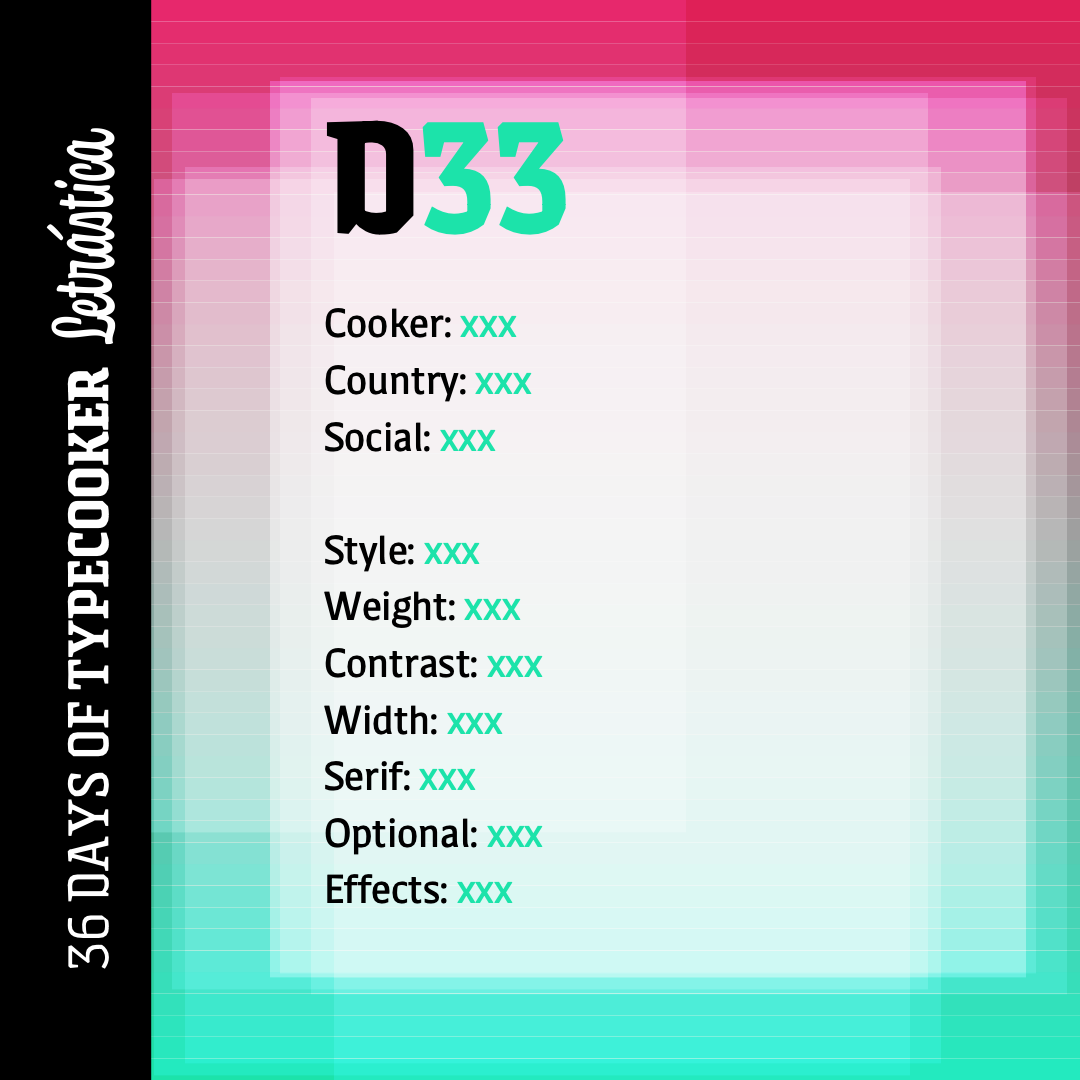 36 DAYS OF TYPECOOKER Letrástica
D33
Cooker: xxx
Country: xxx
Social: xxx
Style: xxx
Weight: xxx
Contrast: xxx
Width: xxx
Serif: xxx
Optional: xxx
Effects: xxx